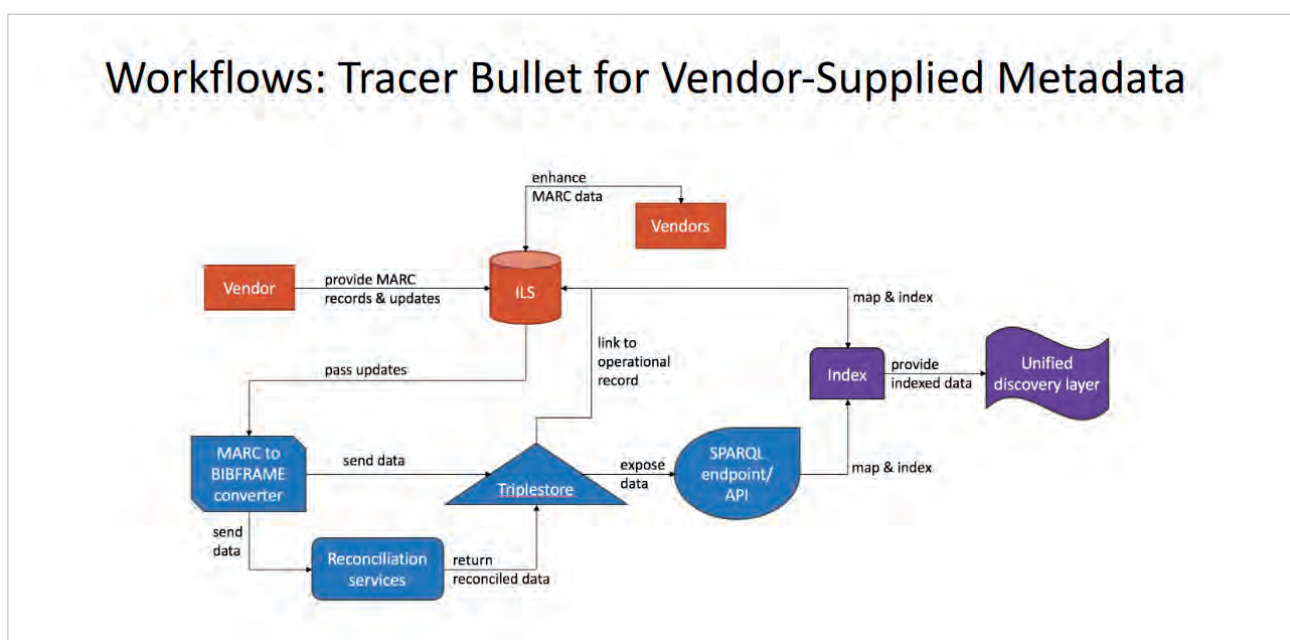 Workflows: Tracer Bullet for Vendor-Supplied Metadata
enhance
MARC data
Vendors
Vendor
provide MARC
records & updates
ILS
map & index
link to
operational
record
pass updates
Index
provide
indexed data
Unified
discovery layer
MARC to
BIBFRAME
converter
send data
Triplestore
expose
data
SPARQL
endpoint/
API
map & index
send
data
Reconciliation
services
return
reconciled data